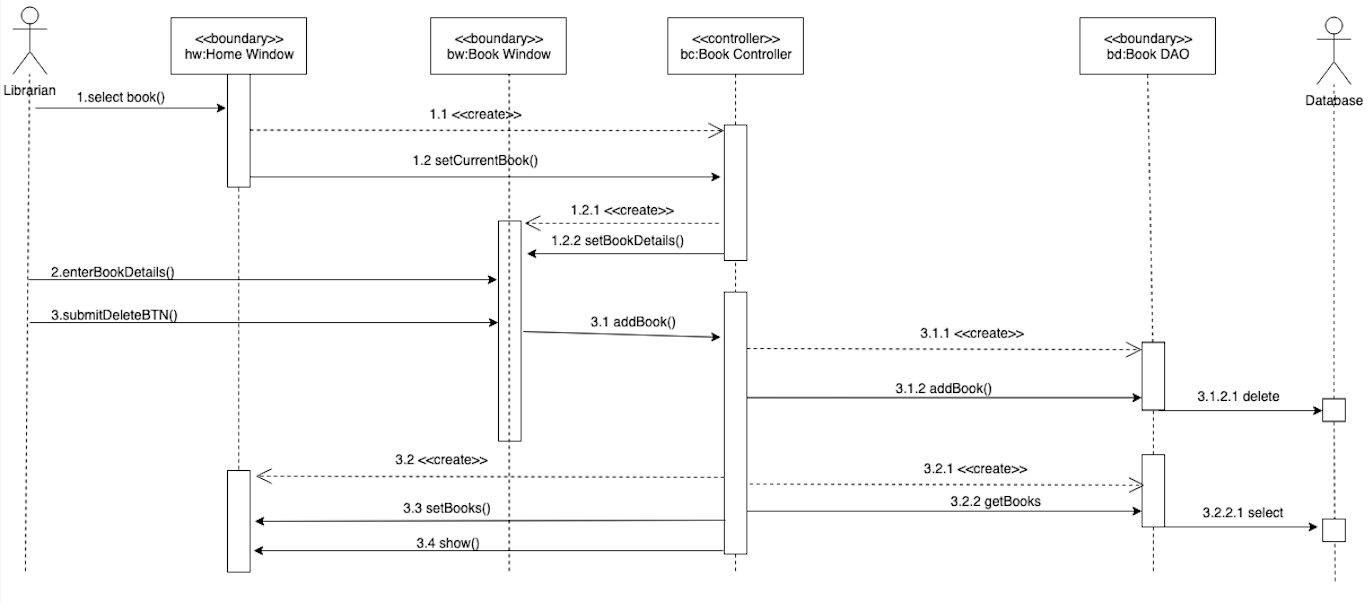 <<boundary>>
hw:Home Window
<<boundary>>
bw:Book Window
<<controller>>
bc:Book Controller
<<boundary>>
bd:Book DAO
Librarian
Database
1.select book()
1.1 <<create>>
1.2 setCurrentBook()
1.2.1 <<create>>
1.2.2 setBookDetails()
2.enterBookDetails()
3.submitDeleteBTN()
3.1 addBook()
3.1.1 <<create>>
3.1.2 addBook()
3.1.2.1 delete
3.2 <<create>>
3.2.1 <<create>>
3.2.2 getBooks
3.3 setBooks()
3.2.2.1 select
3.4 show()